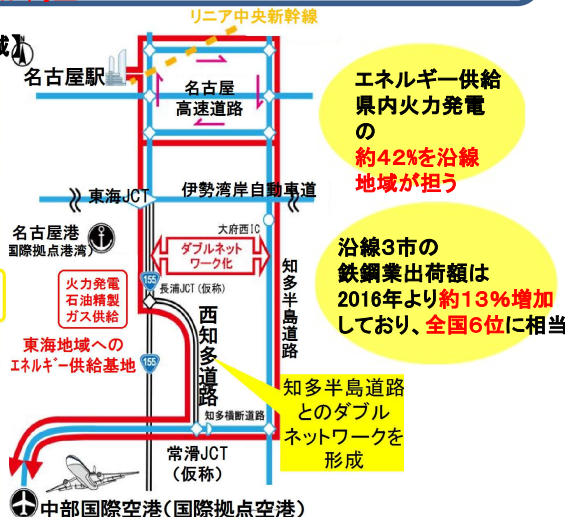 リニア中央新幹線
域
名古屋駅
名古屋
高速道路
エネルギー供給
県内火力発電
の
約42%を沿線
地域が担う
東海JCT
伊勢湾岸自動車道
名古屋港
国際拠点港湾)
大府西IC
ダブルネット
ワーク化
沿線3市の
鉄鋼業出荷額は
2016年より約13%増加
しており、全国6位に相当
火力発電
石油精製
ガス供給
155
長浦JCT(仮称)
知多半島道路
西知多道路
東海地域への
エネルギー供給基地
155
知多半島道路
とのダブル
ネットワークを
形成
知多横断道路
常滑JCT
(仮称)
中部国際空港(国際拠点空港)